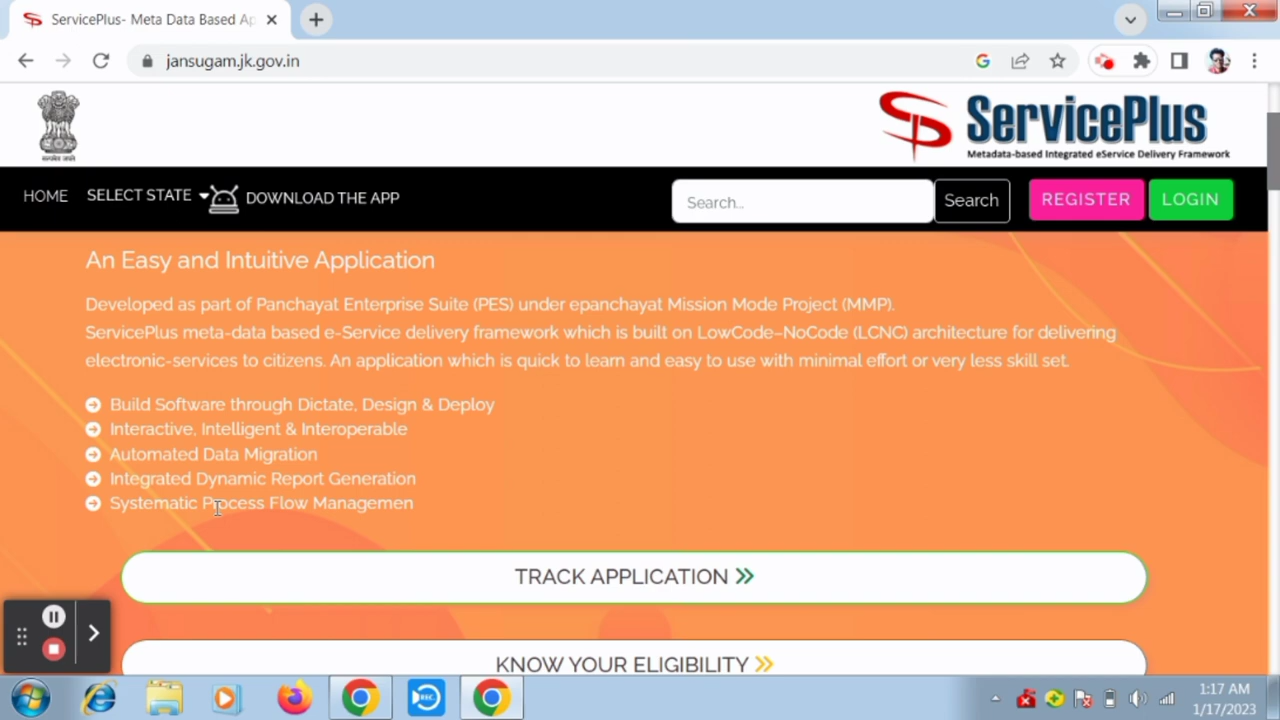 ServicePlus- Meta Data Based Ap
jansugam.jk.gov.in
सत्यमेव जयते
ServicePlus
Metadata-based Integrated eService Delivery Framework
HOME SELECT STATE DOWNLOAD THE APP Search... Search REGISTER LOGIN
An Easy and Intuitive Application
Developed as part of Panchayat Enterprise Suite (PES) under epanchayat Mission Mode Project (MMP).
ServicePlus meta-data based e-Service delivery framework which is built on LowCode–NoCode (LCNC) architecture for delivering
electronic-services to citizens. An application which is quick to learn and easy to use with minimal effort or very less skill set.
Build Software through Dictate, Design & Deploy
Interactive, Intelligent & Interoperable
Automated Data Migration
Integrated Dynamic Report Generation
Systematic Process Flow Managemen
TRACK APPLICATION
KNOW YOUR ELIGIBILITY
REC
1:17 AM
1/17/2023